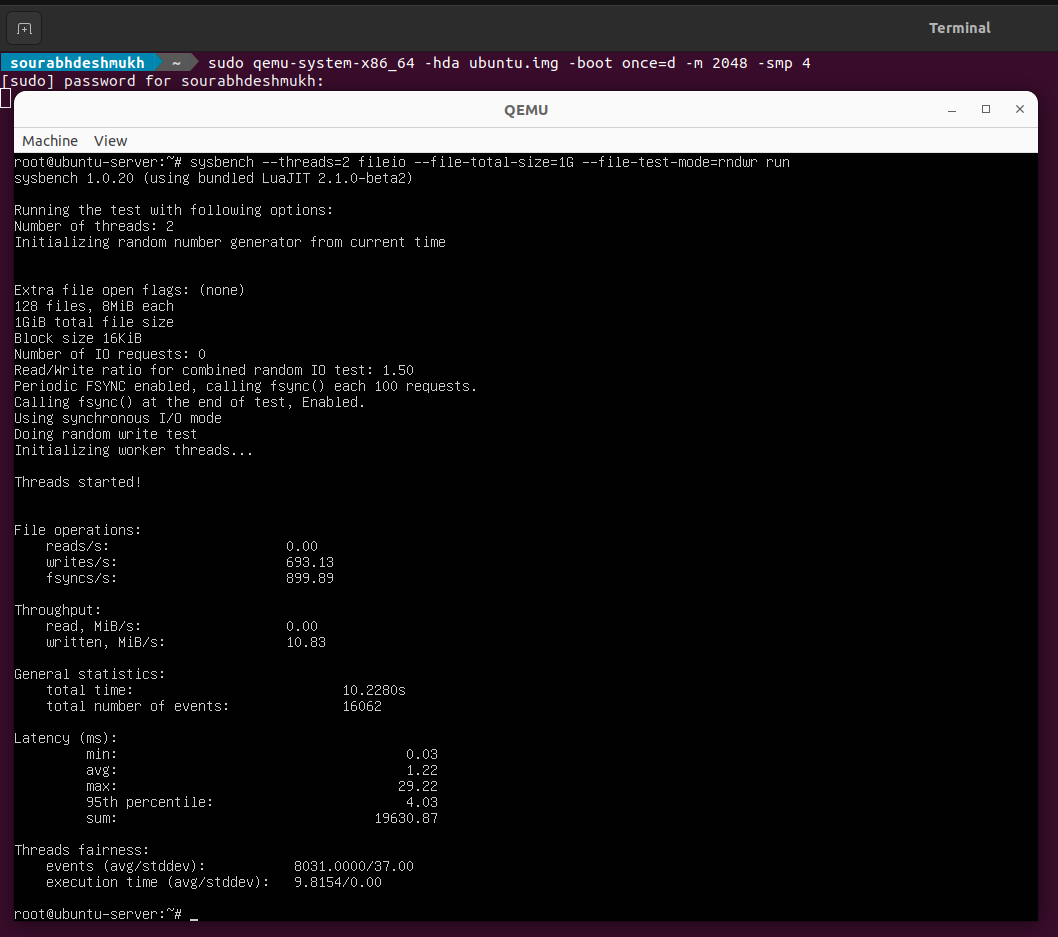 Terminal
sourabhdeshmukh ~ sudo qemu-system-x86_64 -hda ubuntu.img -boot once=d -m 2048 -smp 4
[sudo] password for sourabhdeshmukh:
QEMU
Machine View
root@ubuntu-server:~# sysbench --threads=2 fileio --file-total-size=1G --file-test-mode=rndwr run
sysbench 1.0.20 (using bundled LuaJIT 2.1.0-beta2)
Running the test with following options:
Number of threads: 2
Initializing random number generator from current time
Extra file open flags: (none)
128 files, 8MiB each
1GiB total file size
Block size 16KiB
Number of IO requests: 0
Read/Write ratio for combined random IO test: 1.50
Periodic FSYNC enabled, calling fsync() each 100 requests.
Calling fsync() at the end of test, Enabled.
Using synchronous I/O mode
Doing random write test
Initializing worker threads...
Threads started!
File operations:
reads/s: 0.00
writes/s: 693.13
fsyncs/s: 899.89
Throughput:
read, MiB/s: 0.00
written, MiB/s: 10.83
General statistics:
total time: 10.2280s
total number of events: 16062
Latency (ms):
min: 0.03
avg: 1.22
max: 29.22
95th percentile: 4.03
sum: 19630.87
Threads fairness:
events (avg/stddev): 8031.0000/37.00
execution time (avg/stddev): 9.8154/0.00
root@ubuntu-server:~# _